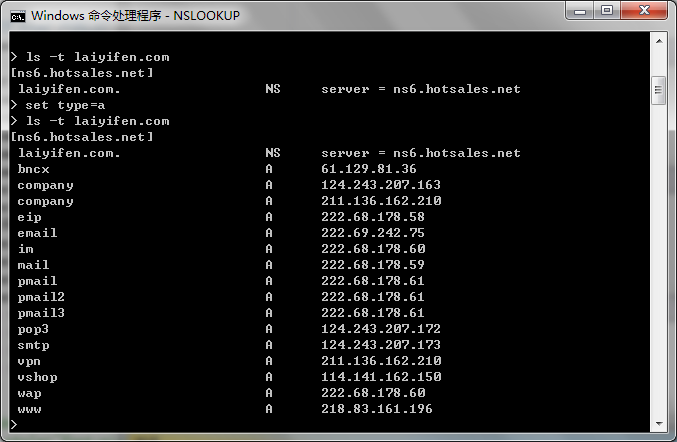 Windows 命令处理程序 - NSLOOKUP
> ls -t laiyifen.com
[ns6.hotsales.net]
laiyifen.com. NS server = ns6.hotsales.net
> set type=a
> ls -t laiyifen.com
[ns6.hotsales.net]
laiyifen.com. NS server = ns6.hotsales.net
bncx A 61.129.81.36
company A 124.243.207.163
company A 211.136.162.210
eip A 222.68.178.58
email A 222.69.242.75
im A 222.68.178.60
mail A 222.68.178.59
pmail A 222.68.178.61
pmail2 A 222.68.178.61
pmail3 A 222.68.178.61
pop3 A 124.243.207.172
smtp A 124.243.207.173
vpn A 211.136.162.210
vshop A 114.141.162.150
wap A 222.68.178.60
www A 218.83.161.196
>